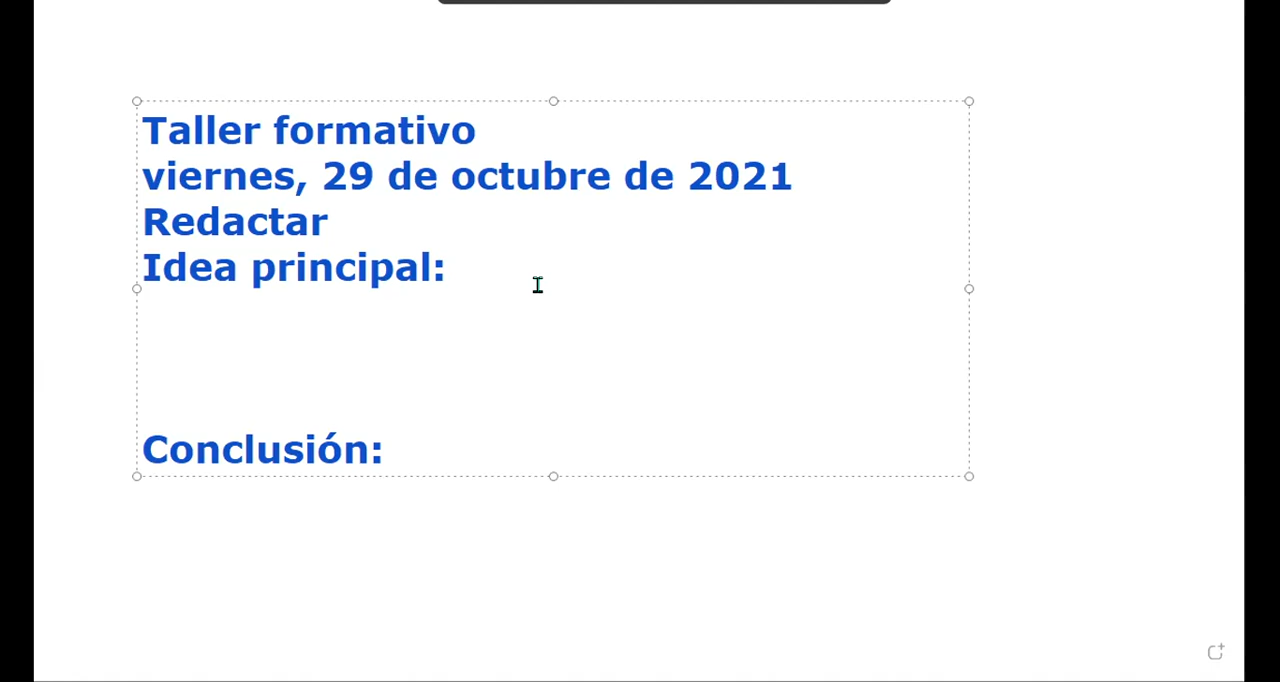 Taller formativo
viernes, 29 de octubre de 2021
Redactar
Idea principal:
Conclusión: